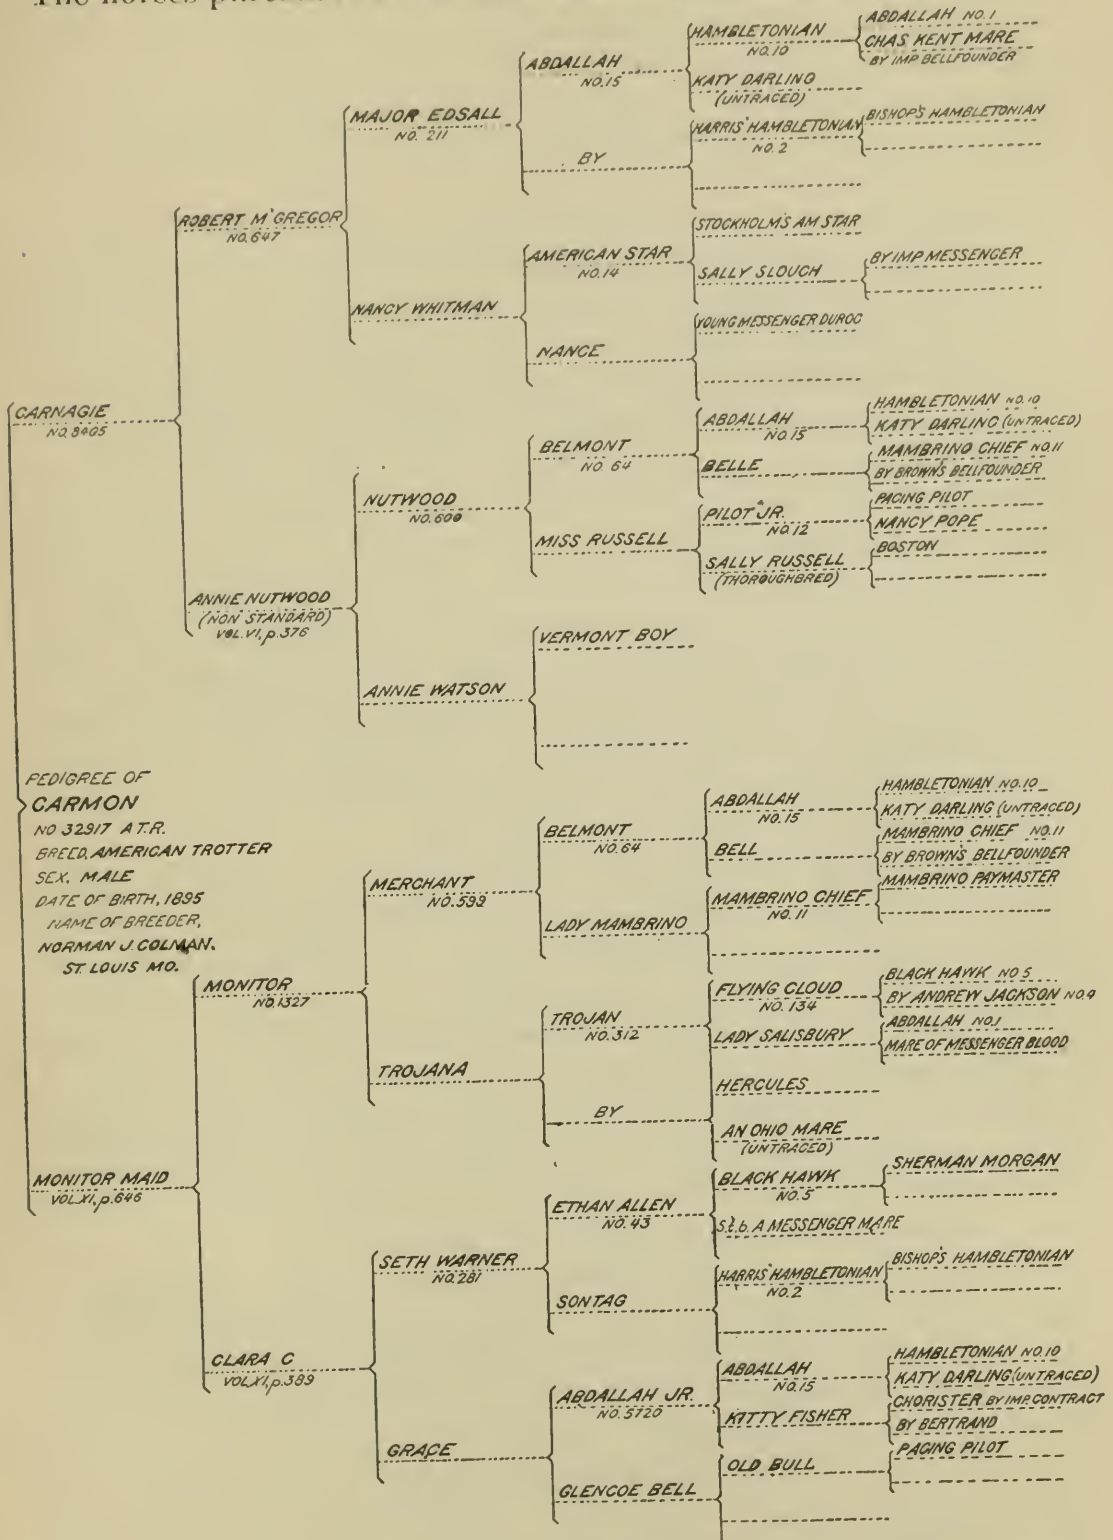 ABDALLAH NO. 1
HAMBLETONIAN
NO. 10
CHAS KENT MARE
BY IMP BELLFOUNDER
ABDALLAH
NO. 15
KATY DARLING
(UNTRACED)
MAJOR EDSALL
NO. 211
HARRIS' HAMBLETONIAN
NO. 2
BISHOP'S HAMBLETONIAN
BY
ROBERT M'GREGOR
NO. 647
STOCKHOLM'S AM STAR
AMERICAN STAR
NO. 14
SALLY SLOUCH
BY IMP MESSENGER
NANCY WHITMAN
YOUNG MESSENGER DUROC
NANCE
CARNAGIE
HAMBLETONIAN NO. 10
ABDALLAH
NO. 15
KATY DARLING (UNTRACED)
BELMONT
NO. 64
MAMBRINO CHIEF NO. 11
BELLE
BY BROWN'S BELLFOUNDER
NUTWOOD
NO. 600
PACING PILOT
PILOT JR.
NO. 12
NANCY POPE
MISS RUSSELL
BOSTON
SALLY RUSSELL
(THOROUGHBRED)
ANNIE NUTWOOD
(NON STANDARD)
VOL. VI, p. 376
VERMONT BOY
ANNIE WATSON
PEDIGREE OF
CARMON
NO 32917 A T.R.
BREED, AMERICAN TROTTER
SEX, MALE
DATE OF BIRTH, 1895
NAME OF BREEDER,
NORMAN J. COLMAN.
ST. LOUIS MO.
HAMBLETONIAN NO. 10
ABDALLAH
NO. 15
KATY DARLING (UNTRACED)
BELMONT
NO. 64
MAMBRINO CHIEF NO. 11
BELL
BY BROWN'S BELLFOUNDER
MERCHANT
NO. 599
MAMBRINO PAYMASTER
MAMBRINO CHIEF
NO. 11
LADY MAMBRINO
MONITOR
NO. 1327
BLACK HAWK NO 5
FLYING CLOUD
NO. 134
BY ANDREW JACKSON NO. 4
TROJAN
NO. 312
ABDALLAH NO. 1
LADY SALISBURY
MARE OF MESSENGER BLOOD
TROJANA
HERCULES
BY
AN OHIO MARE
(UNTRACED)
MONITOR MAID
VOL. XI, p. 646
SHERMAN MORGAN
BLACK HAWK
NO. 5
ETHAN ALLEN
NO. 43
S.t.b. A MESSENGER MARE
SETH WARNER
NO. 281
BISHOP'S HAMBLETONIAN
HARRIS' HAMBLETONIAN
NO. 2
SONTAG
CLARA C
VOL. XI, p. 389
HAMBLETONIAN NO. 10
ABDALLAH
NO. 15
KATY DARLING (UNTRACED)
ABDALLAH JR.
NO. 5720
CHORISTER BY IMP. CONTRACT
KITTY FISHER
BY BERTRAND
GRACE
PACING PILOT
OLD BULL
GLENCOE BELL